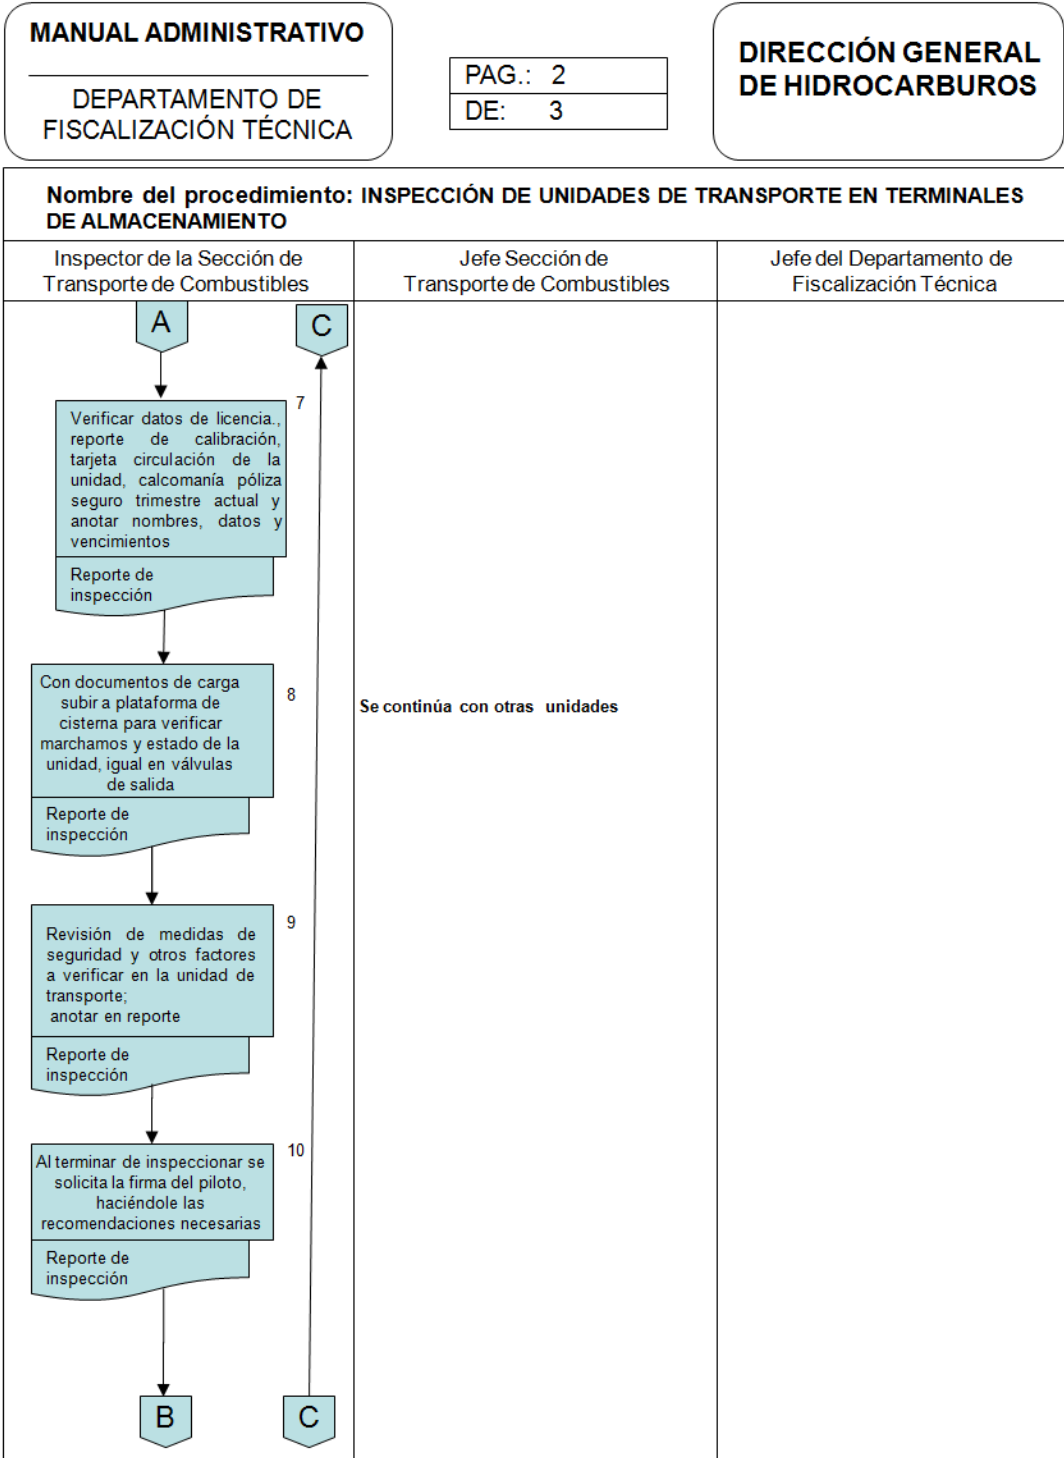 MANUAL ADMINISTRATIVO
DEPARTAMENTO DE
FISCALIZACIÓN TÉCNICA
PAG.: 2
DE: 3
DIRECCIÓN GENERAL
DE HIDROCARBUROS
Nombre del procedimiento: INSPECCIÓN DE UNIDADES DE TRANSPORTE EN TERMINALES
DE ALMACENAMIENTO
Inspector de la Sección de
Transporte de Combustibles
Jefe Sección de
Transporte de Combustibles
Jefe del Departamento de
Fiscalización Técnica
A
C
7
Verificar datos de licencia.,
reporte de calibración,
tarjeta circulación de la
unidad, calcomanía póliza
seguro trimestre actual y
anotar nombres, datos y
vencimientos
Reporte de
inspección
8
Con documentos de carga
subir a plataforma de
cisterna para verificar
marchamos y estado de la
unidad, igual en válvulas
de salida
Reporte de
inspección
Se continúa con otras unidades
9
Revisión de medidas de
seguridad y otros factores
a verificar en la unidad de
transporte;
anotar en reporte
Reporte de
inspección
10
Al terminar de inspeccionar se
solicita la firma del piloto,
haciéndole las
recomendaciones necesarias
Reporte de
inspección
B
C